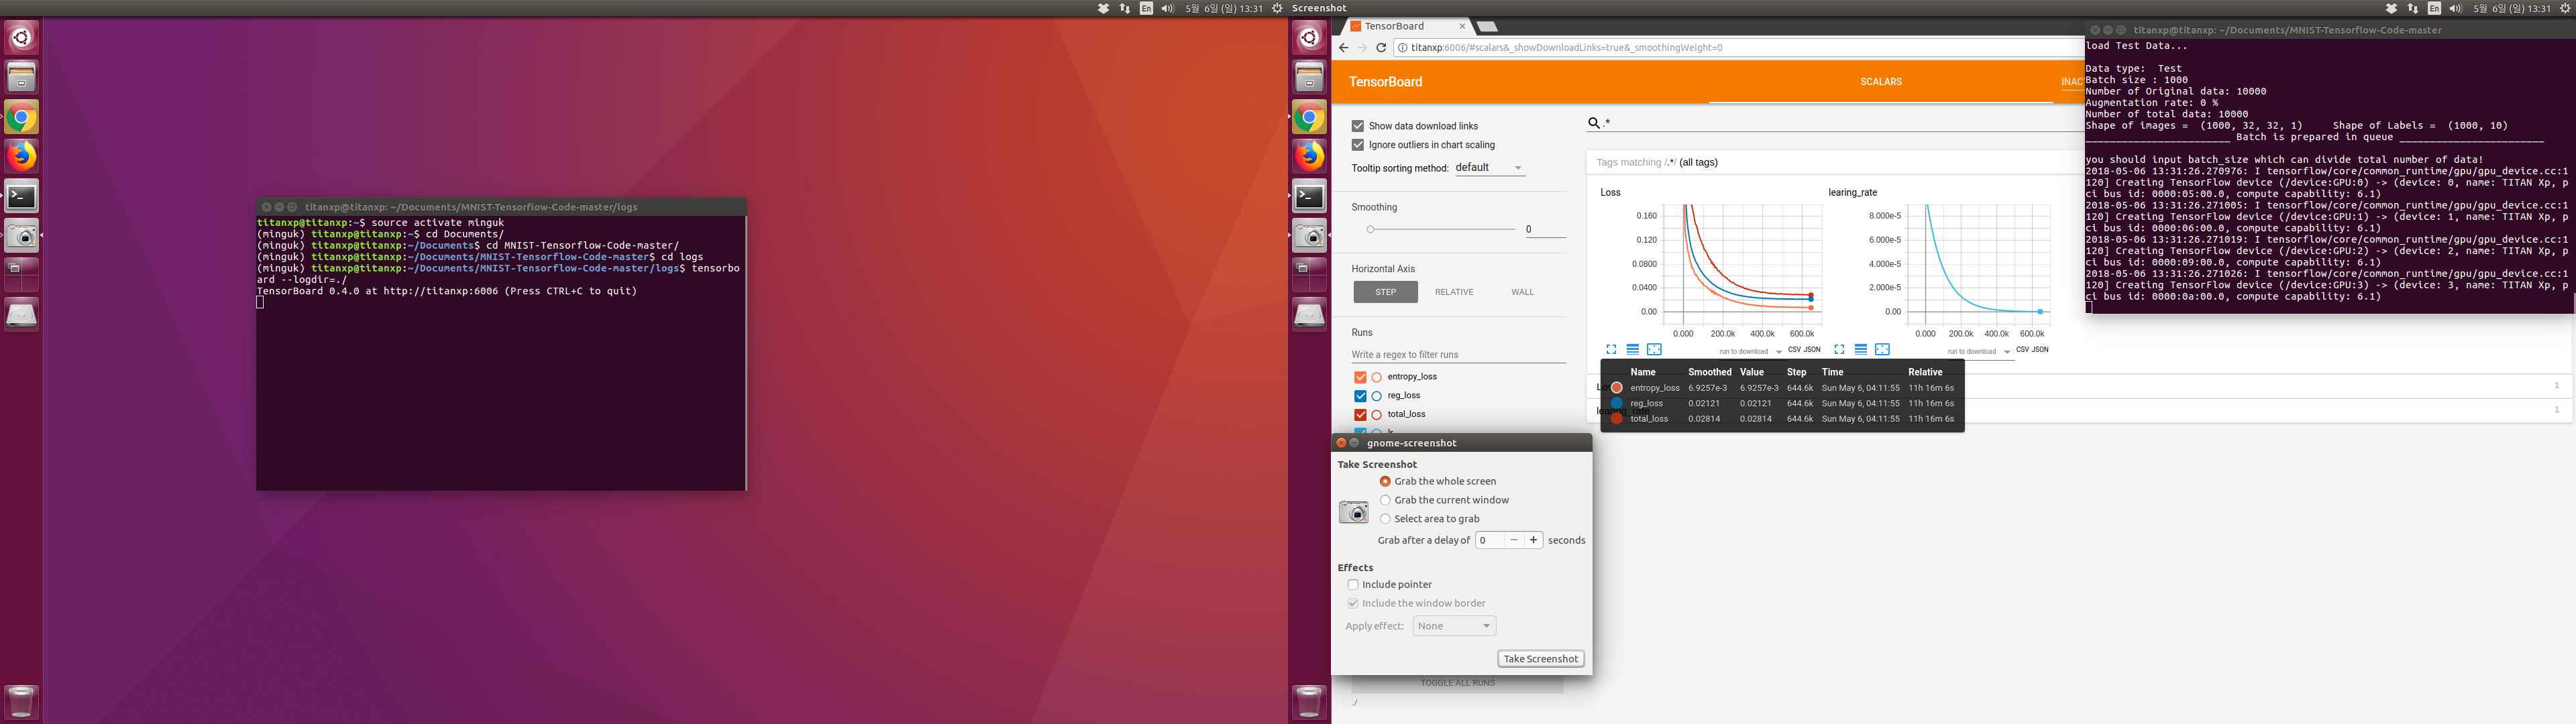 En
5월 6일 (일) 13:31
titanxp@titanxp: ~/Documents/MNIST-Tensorflow-Code-master/logs
titanxp@titanxp:~$ source activate minguk
(minguk) titanxp@titanxp:~$ cd Documents/
(minguk) titanxp@titanxp:~/Documents$ cd MNIST-Tensorflow-Code-master/
(minguk) titanxp@titanxp:~/Documents/MNIST-Tensorflow-Code-master$ cd logs
(minguk) titanxp@titanxp:~/Documents/MNIST-Tensorflow-Code-master/logs$ tensorbo
ard --logdir=./
TensorBoard 0.4.0 at http://titanxp:6006 (Press CTRL+C to quit)
Screenshot
En
5월 6일 (일) 13:31
TensorBoard
titanxp:6006/#scalars&_showDownloadLinks=true&_smoothingWeight=0
TensorBoard
SCALARS
INAC
Show data download links
Ignore outliers in chart scaling
Tooltip sorting method: default
Smoothing
0
Horizontal Axis
STEP RELATIVE WALL
Runs
Write a regex to filter runs
entropy_loss
reg_loss
total_loss
lr
TOGGLE ALL RUNS
./
.*
Tags matching /.*/ (all tags)
Loss
0.160
0.120
0.0800
0.0400
0.00
0.000 200.0k 400.0k 600.0k
run to download CSV JSON
learing_rate
8.000e-5
6.000e-5
4.000e-5
2.000e-5
0.00
0.000 200.0k 400.0k 600.0k
run to download CSV JSON
Name Smoothed Value Step Time Relative
entropy_loss 6.9257e-3 6.9257e-3 644.6k Sun May 6, 04:11:55 11h 16m 6s
reg_loss 0.02121 0.02121 644.6k Sun May 6, 04:11:55 11h 16m 6s
total_loss 0.02814 0.02814 644.6k Sun May 6, 04:11:55 11h 16m 6s
1
learing_rate
1
gnome-screenshot
Take Screenshot
Grab the whole screen
Grab the current window
Select area to grab
Grab after a delay of 0 − + seconds
Effects
Include pointer
Include the window border
Apply effect: None
Take Screenshot
titanxp@titanxp: ~/Documents/MNIST-Tensorflow-Code-master
load Test Data...
Data type:  Test
Batch size : 1000
Number of Original data: 10000
Augmentation rate: 0 %
Number of total data: 10000
Shape of images =  (1000, 32, 32, 1)     Shape of Labels =  (1000, 10)
________________________ Batch is prepared in queue ________________________
you should input batch_size which can divide total number of data!
2018-05-06 13:31:26.270976: I tensorflow/core/common_runtime/gpu/gpu_device.cc:1
120] Creating TensorFlow device (/device:GPU:0) -> (device: 0, name: TITAN Xp, p
ci bus id: 0000:05:00.0, compute capability: 6.1)
2018-05-06 13:31:26.271005: I tensorflow/core/common_runtime/gpu/gpu_device.cc:1
120] Creating TensorFlow device (/device:GPU:1) -> (device: 1, name: TITAN Xp, p
ci bus id: 0000:06:00.0, compute capability: 6.1)
2018-05-06 13:31:26.271019: I tensorflow/core/common_runtime/gpu/gpu_device.cc:1
120] Creating TensorFlow device (/device:GPU:2) -> (device: 2, name: TITAN Xp, p
ci bus id: 0000:09:00.0, compute capability: 6.1)
2018-05-06 13:31:26.271026: I tensorflow/core/common_runtime/gpu/gpu_device.cc:1
120] Creating TensorFlow device (/device:GPU:3) -> (device: 3, name: TITAN Xp, p
ci bus id: 0000:0a:00.0, compute capability: 6.1)